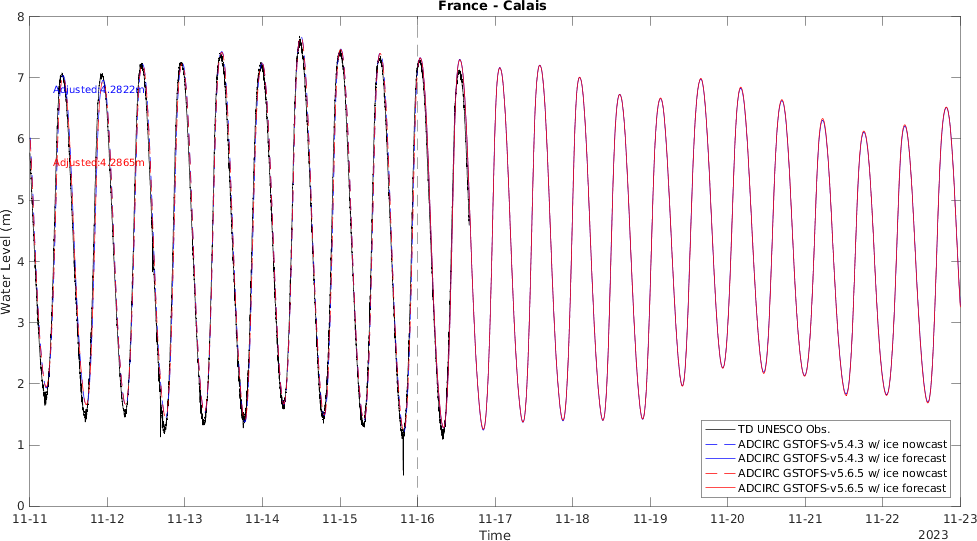 France - Calais
8
7
6
5
4
3
2
1
0
Water Level (m)
Adjusted:4.2822m
Adjusted:4.2865m
TD UNESCO Obs.
ADCIRC GSTOFS-v5.4.3 w/ ice nowcast
ADCIRC GSTOFS-v5.4.3 w/ ice forecast
ADCIRC GSTOFS-v5.6.5 w/ ice nowcast
ADCIRC GSTOFS-v5.6.5 w/ ice forecast
11-11 11-12 11-13 11-14 11-15 11-16 11-17 11-18 11-19 11-20 11-21 11-22 11-23
Time
2023